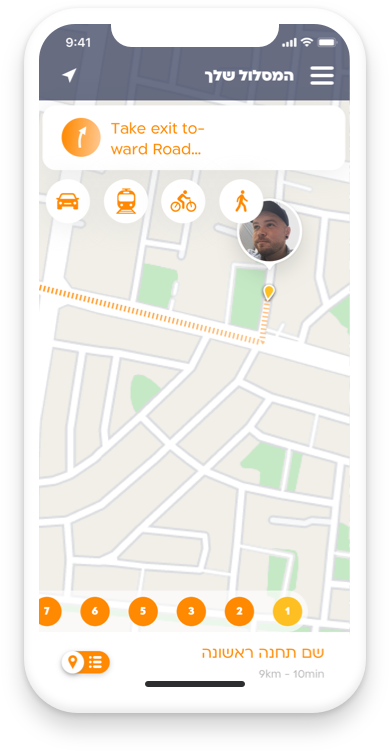 9:41
המסלול שלך
Take exit to-
ward Road...
7 6 5 3 2 1
שם תחנה ראשונה
9km - 10min